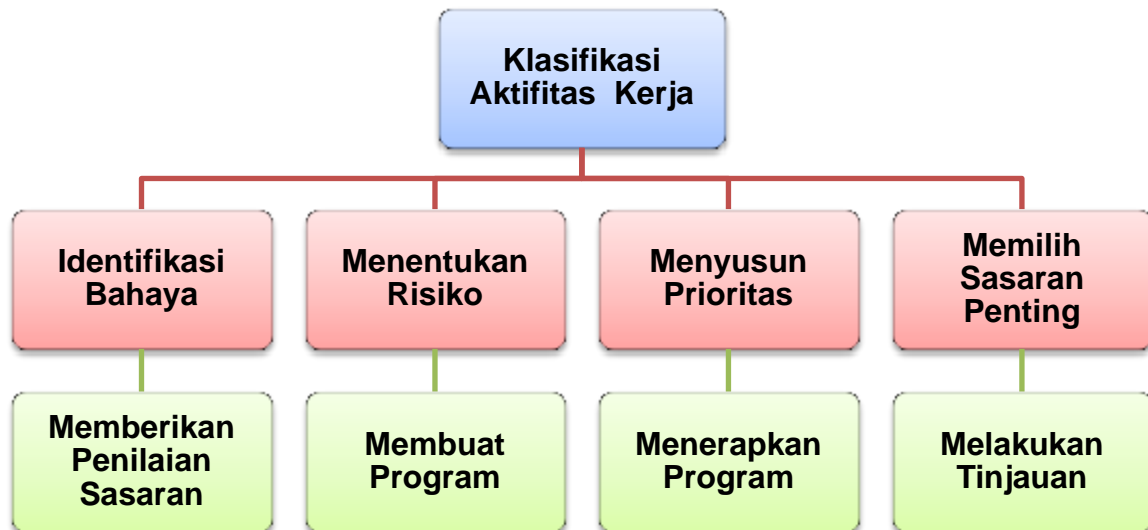 Klasifikasi
Aktifitas Kerja
Identifikasi
Bahaya
Menentukan
Risiko
Menyusun
Prioritas
Memilih
Sasaran
Penting
Memberikan
Penilaian
Sasaran
Membuat
Program
Menerapkan
Program
Melakukan
Tinjauan